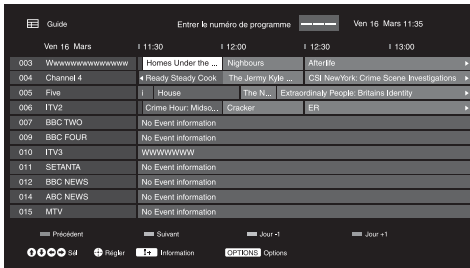 Guide Entrer le numéro de programme Ven 16 Mars 11:35
Ven 16 Mars 11:30 12:00 12:30 13:00
003 Wwwwwwwwwwwwww Homes Under the ... Nighbours Afterlife
004 Channel 4 Ready Steady Cook The Jermy Kyle ... CSI NewYork: Crime Scene Investigations
005 Five i House The N... Extraordinaly People: Britains Identity
006 ITV2 Crime Hour: Midso... Cracker ER
007 BBC TWO No Event information
009 BBC FOUR No Event information
010 ITV3 WWWWWWW
011 SETANTA No Event information
012 BBC NEWS No Event information
014 ABC NEWS No Event information
015 MTV No Event information
Précédent Suivant Jour -1 Jour +1
Sél Régler Information OPTIONS Options